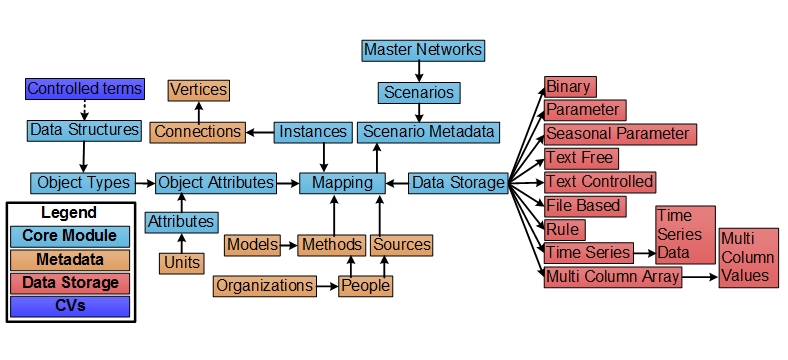 Master Networks
Controlled terms
Vertices
Scenarios
Binary
Parameter
Data Structures
Connections
Instances
Scenario Metadata
Seasonal Parameter
Text Free
Object Types
Object Attributes
Mapping
Data Storage
Text Controlled
File Based
Legend
Core Module
Metadata
Data Storage
CVs
Attributes
Units
Models
Methods
Sources
Organizations
People
Rule
Time Series
Multi Column Array
Time
Series
Data
Multi
Column
Values